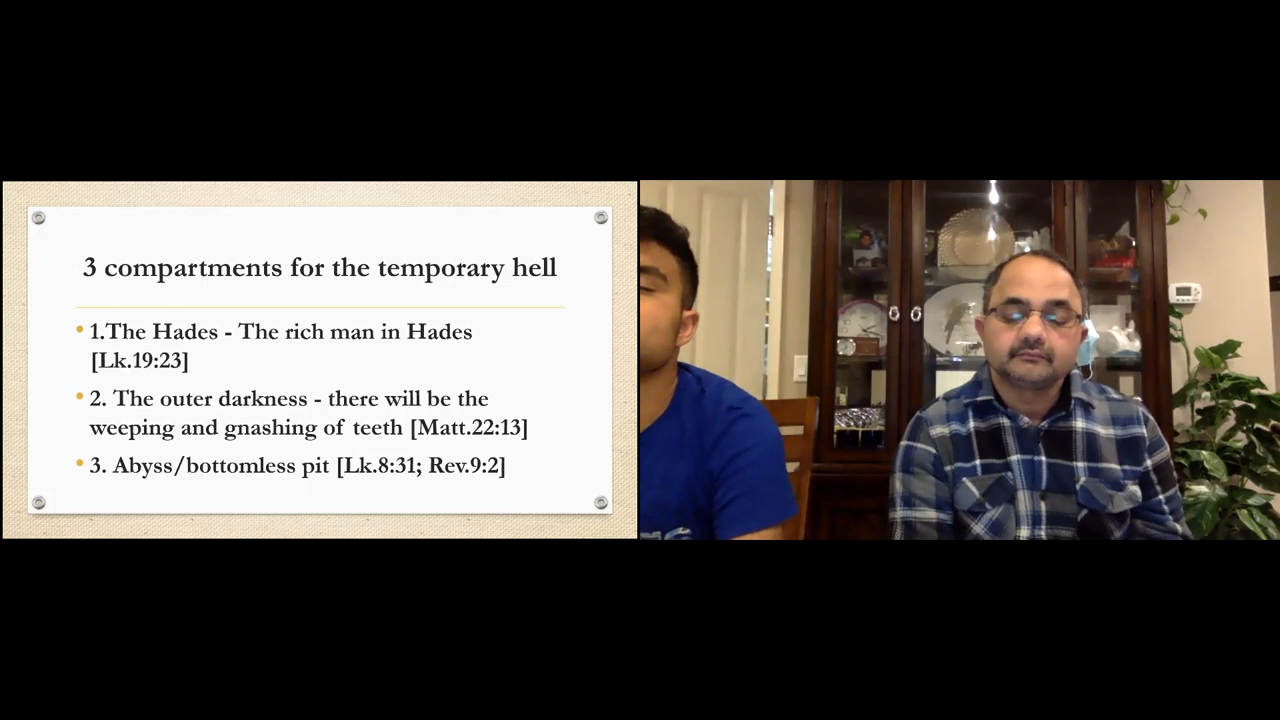 3 compartments for the temporary hell
• 1.The Hades - The rich man in Hades
[Lk.19:23]
• 2. The outer darkness - there will be the
weeping and gnashing of teeth [Matt.22:13]
• 3. Abyss/bottomless pit [Lk.8:31; Rev.9:2]